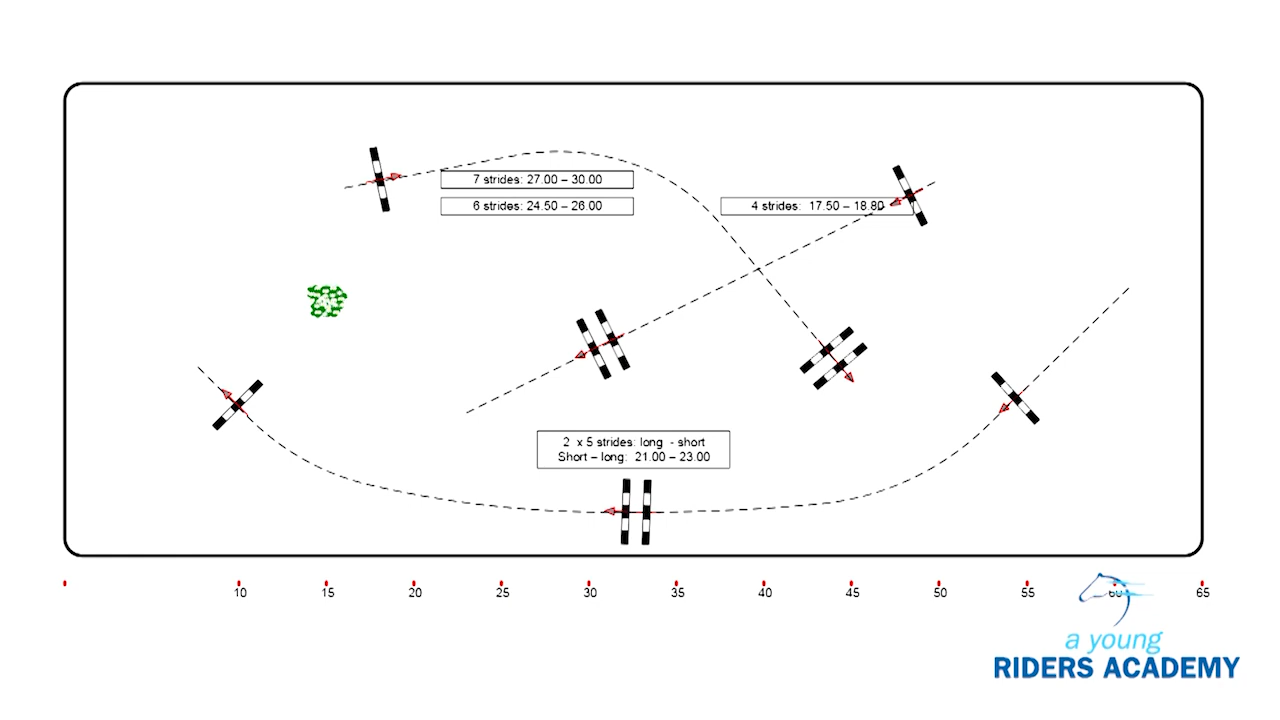 7 strides: 27.00 – 30.00
6 strides: 24.50 – 26.00
4 strides: 17.50 – 18.80
2 x 5 strides: long - short
Short – long: 21.00 – 23.00
10 15 20 25 30 35 40 45 50 55 60 65
a young
RIDERS ACADEMY